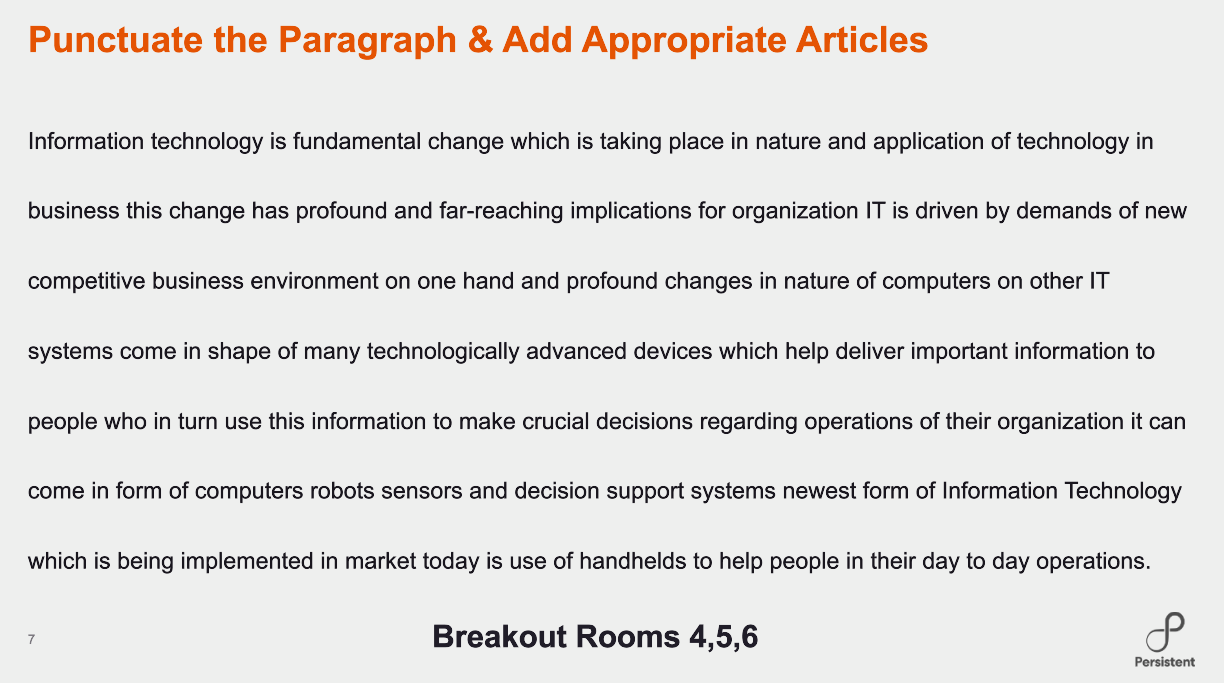 Punctuate the Paragraph & Add Appropriate Articles
Information technology is fundamental change which is taking place in nature and application of technology in
business this change has profound and far-reaching implications for organization IT is driven by demands of new
competitive business environment on one hand and profound changes in nature of computers on other IT
systems come in shape of many technologically advanced devices which help deliver important information to
people who in turn use this information to make crucial decisions regarding operations of their organization it can
come in form of computers robots sensors and decision support systems newest form of Information Technology
which is being implemented in market today is use of handhelds to help people in their day to day operations.
7
Breakout Rooms 4,5,6
Persistent